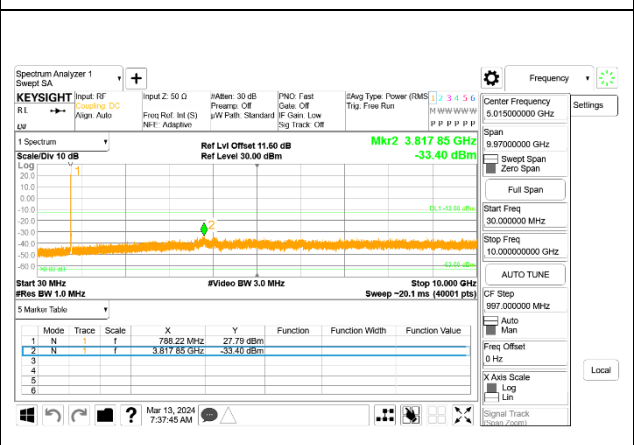 Spectrum Analyzer 1
Swept SA
+
Frequency
KEYSIGHT
R L
Input: RF
Coupling: DC
Align: Auto
Input Z: 50 Ω
Freq Ref: Int (S)
NFE: Adaptive
#Atten: 30 dB
Preamp: Off
µW Path: Standard
PNO: Fast
Gate: Off
IF Gain: Low
Sig Track: Off
#Avg Type: Power (RMS
Trig: Free Run
1 2 3 4 5 6
M W W W W W
P P P P P P
Center Frequency
5.015000000 GHz
Settings
Span
9.97000000 GHz
Swept Span
Zero Span
Full Span
Start Freq
30.000000 MHz
Stop Freq
10.000000000 GHz
AUTO TUNE
CF Step
997.000000 MHz
Auto
Man
Freq Offset
0 Hz
X Axis Scale
Log
Lin
Signal Track
(Span Zoom)
Local
1 Spectrum
Scale/Div 10 dB
Ref Lvl Offset 11.60 dB
Ref Level 30.00 dBm
Mkr2 3.817 85 GHz
-33.40 dBm
Log
20.0
10.0
0.00
-10.0
-20.0
-30.0
-40.0
-50.0
-60.0
1
2
Start 30 MHz
#Res BW 1.0 MHz
#Video BW 3.0 MHz
Stop 10.000 GHz
Sweep ~20.1 ms (40001 pts)
5 Marker Table
Mode Trace Scale X Y Function Function Width Function Value
1 N 1 f 788.22 MHz 27.79 dBm
2 N 1 f 3.817 85 GHz -33.40 dBm
3
4
5
6
?
Mar 13, 2024
7:37:45 AM